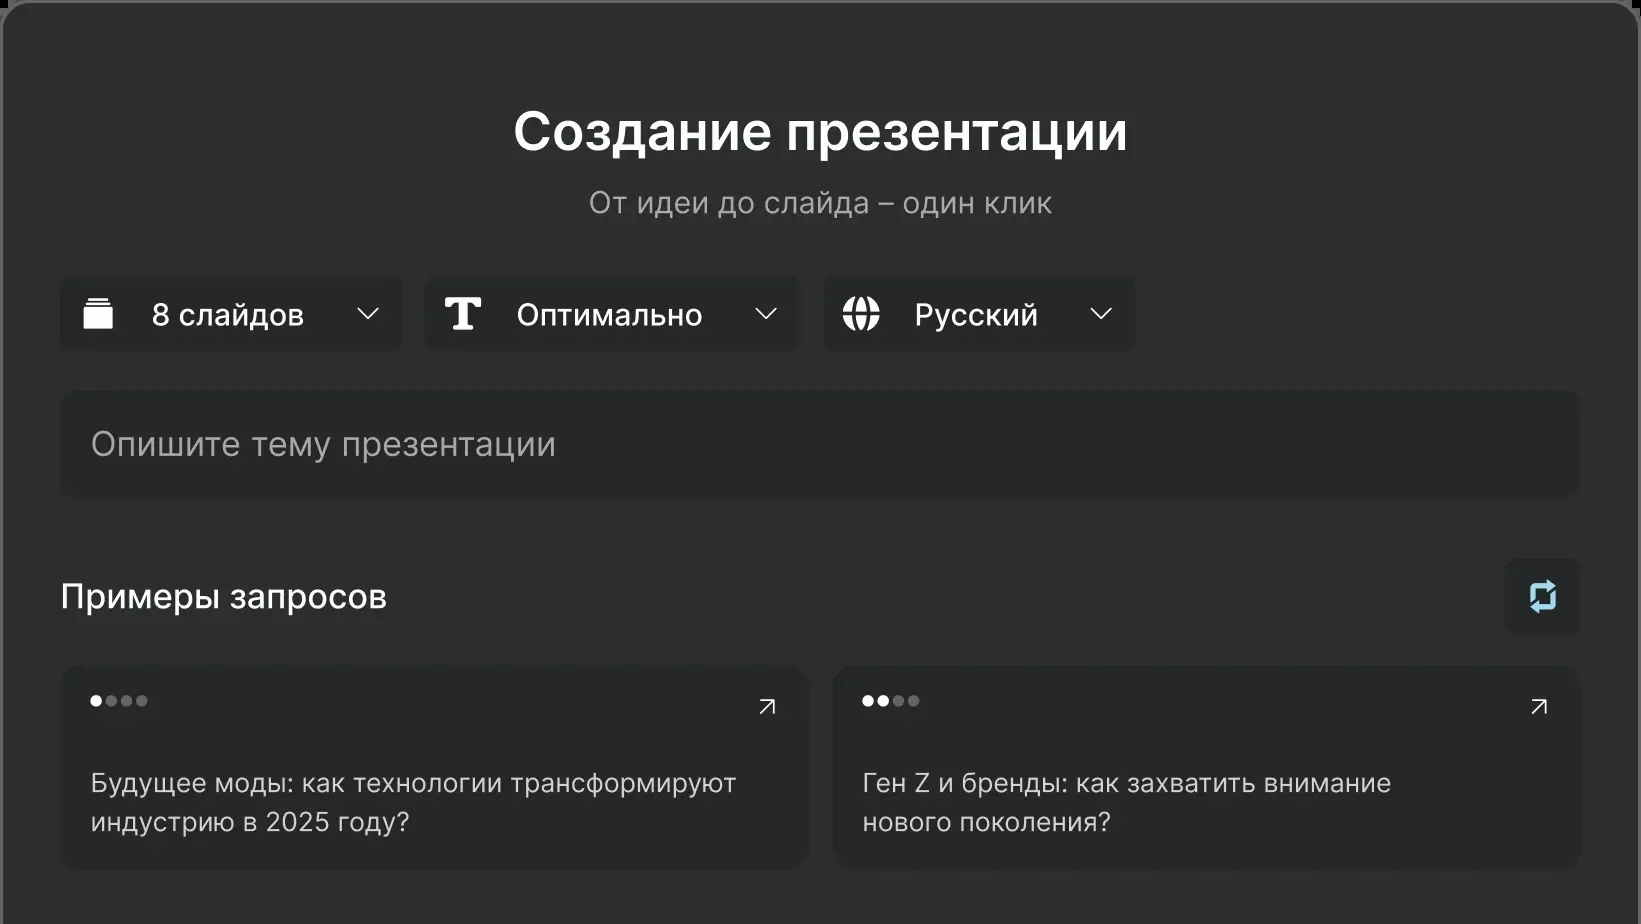 Создание презентации
От идеи до слайда – один клик
8 слайдов
Оптимально
Русский
Опишите тему презентации
Примеры запросов
Будущее моды: как технологии трансформируют
индустрию в 2025 году?
Ген Z и бренды: как захватить внимание
нового поколения?